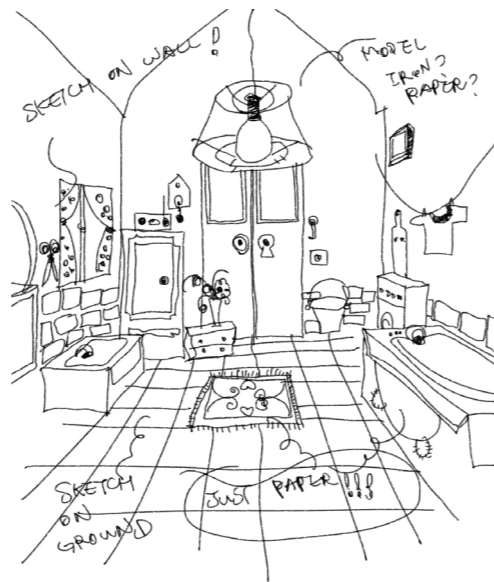 SKETCH ON WALL!
MODEL
IRON?
PAPER?
SKETCH
ON
GROUND
JUST PAPER!!!